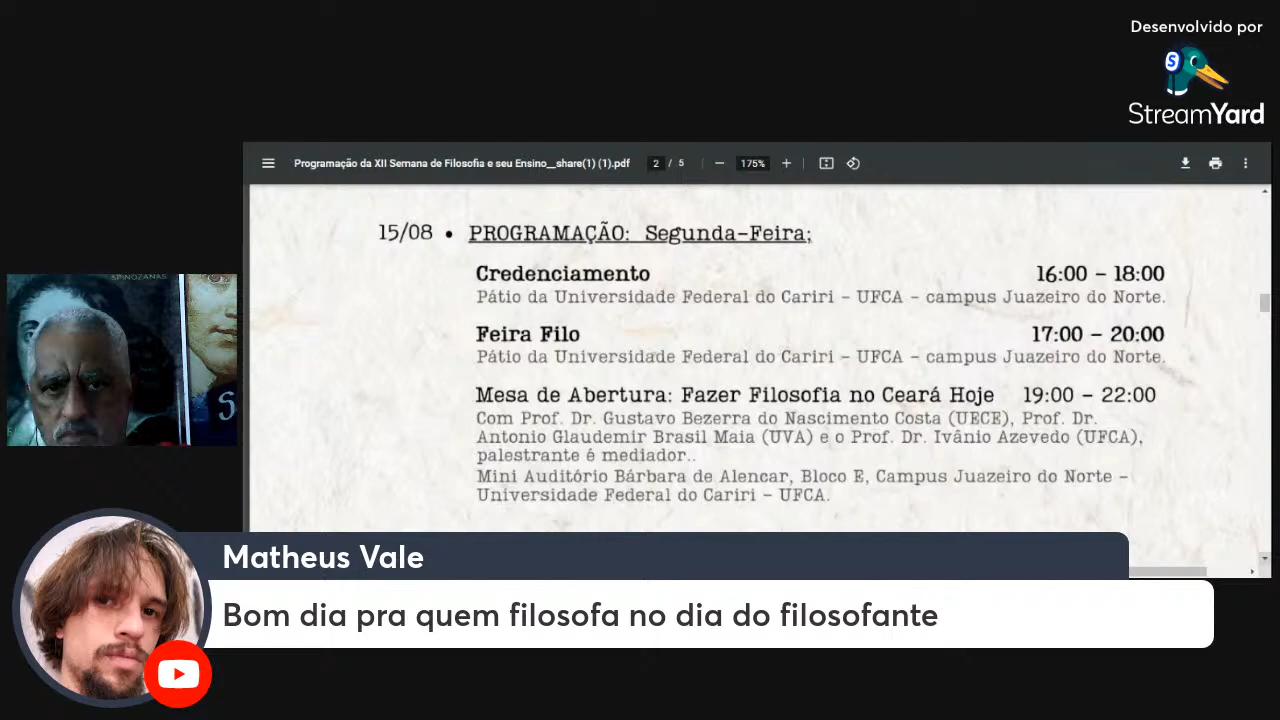 Desenvolvido por
StreamYard
Programação da XII Semana de Filosofia e seu Ensino__share(1) (1).pdf 2 / 5 − 175% +
15/08 • PROGRAMAÇÃO: Segunda-Feira;
Credenciamento 16:00 - 18:00
Pátio da Universidade Federal do Cariri - UFCA - campus Juazeiro do Norte.
Feira Filo 17:00 - 20:00
Pátio da Universidade Federal do Cariri - UFCA - campus Juazeiro do Norte.
Mesa de Abertura: Fazer Filosofia no Ceará Hoje 19:00 - 22:00
Com Prof. Dr. Gustavo Bezerra do Nascimento Costa (UECE), Prof. Dr.
Antonio Glaudemir Brasil Maia (UVA) e o Prof. Dr. Ivânio Azevedo (UFCA),
palestrante é mediador..
Mini Auditório Bárbara de Alencar, Bloco E, Campus Juazeiro do Norte -
Universidade Federal do Cariri - UFCA.
SPINOZANAS
S
Matheus Vale
Bom dia pra quem filosofa no dia do filosofante